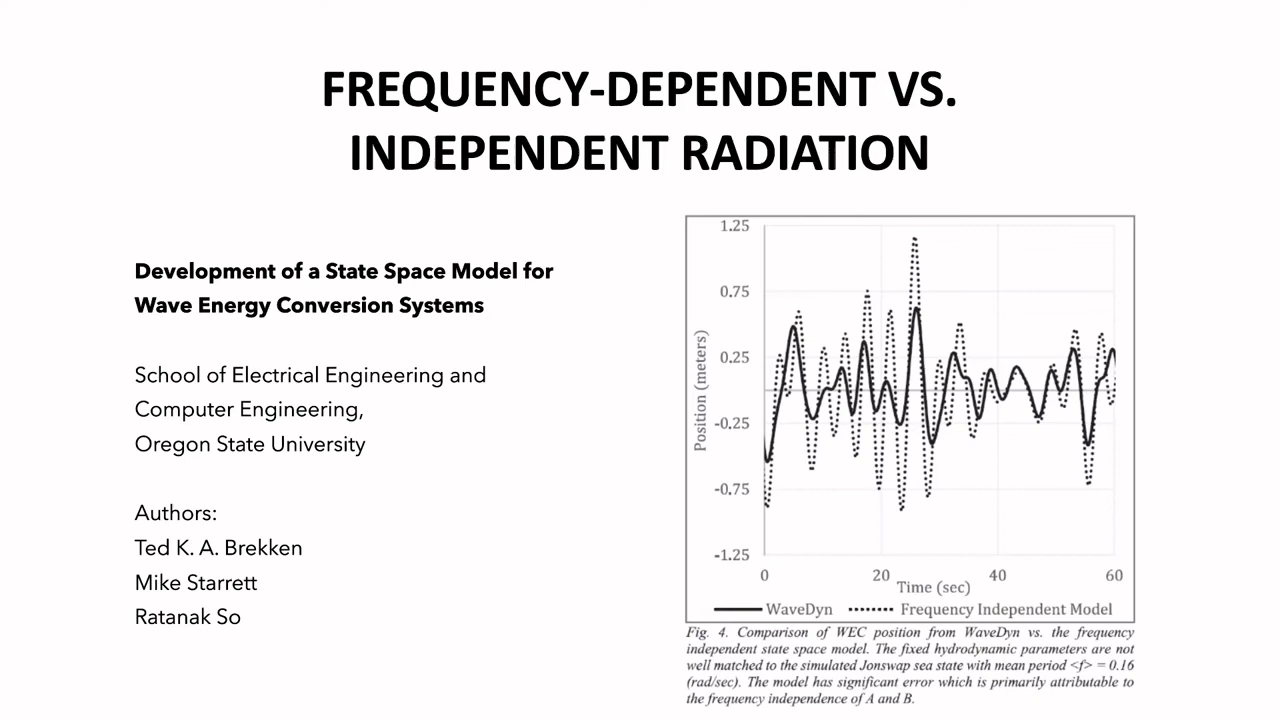 FREQUENCY-DEPENDENT VS.
INDEPENDENT RADIATION
Development of a State Space Model for
Wave Energy Conversion Systems
School of Electrical Engineering and
Computer Engineering,
Oregon State University
Authors:
Ted K. A. Brekken
Mike Starrett
Ratanak So
1.25
0.75
0.25
-0.25
-0.75
-1.25
Position (meters)
0 20 40 60
Time (sec)
WaveDyn Frequency Independent Model
Fig. 4. Comparison of WEC position from WaveDyn vs. the frequency
independent state space model. The fixed hydrodynamic parameters are not
well matched to the simulated Jonswap sea state with mean period <f> = 0.16
(rad/sec). The model has significant error which is primarily attributable to
the frequency independence of A and B.